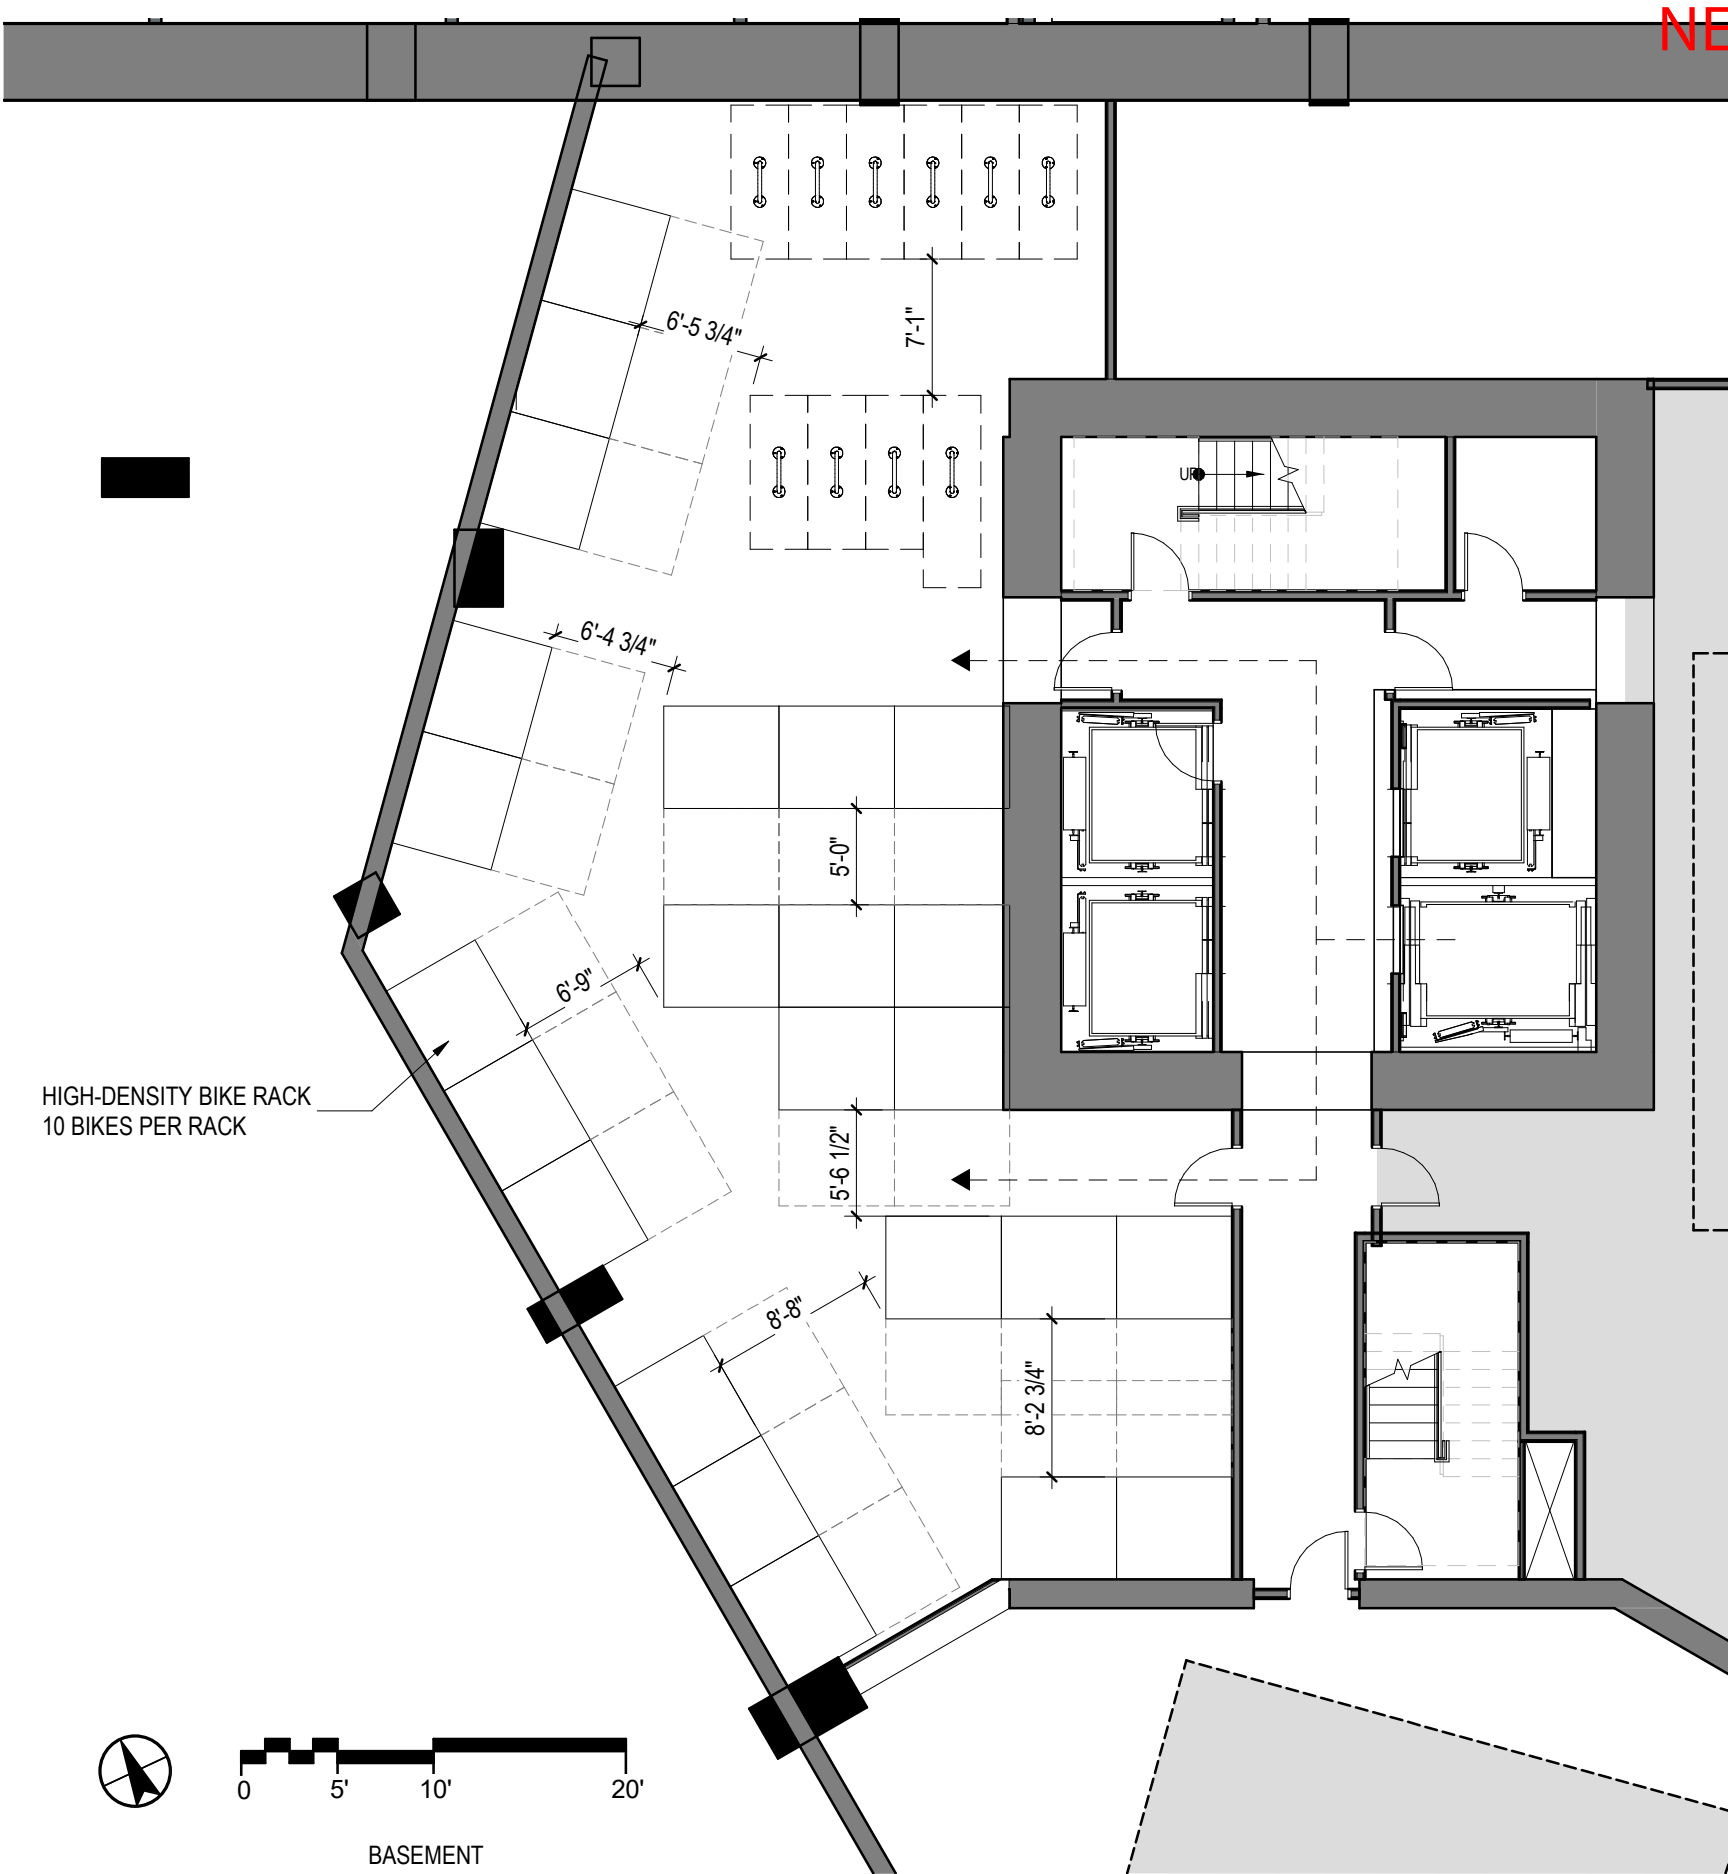 NE
6'-5 3/4"
7'-1"
UP
6'-4 3/4"
5'-0"
6'-9"
HIGH-DENSITY BIKE RACK
10 BIKES PER RACK
5'-6 1/2"
8'-8"
8'-2 3/4"
0 5' 10' 20'
BASEMENT